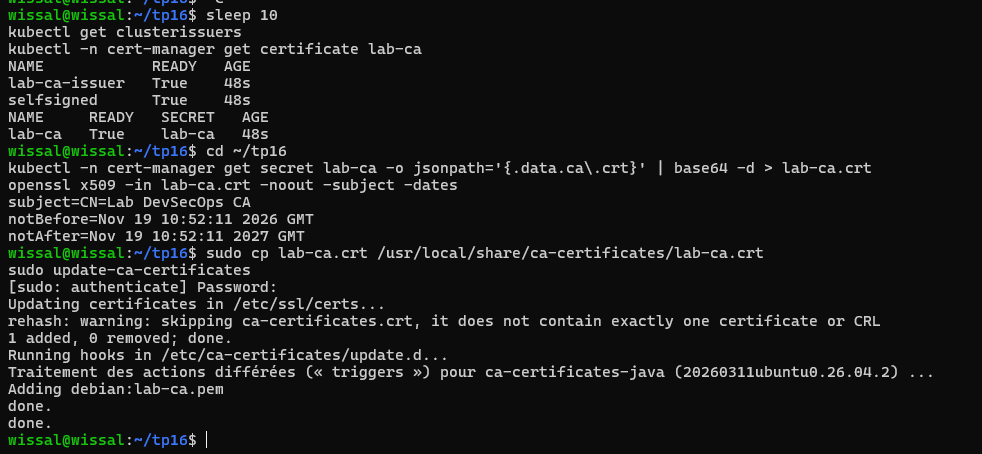 wissal@wissal:~/tp16$ sleep 10
kubectl get clusterissuers
kubectl -n cert-manager get certificate lab-ca
NAME            READY   AGE
lab-ca-issuer   True    48s
selfsigned      True    48s
NAME     READY   SECRET   AGE
lab-ca   True    lab-ca   48s
wissal@wissal:~/tp16$ cd ~/tp16
kubectl -n cert-manager get secret lab-ca -o jsonpath='{.data.ca\.crt}' | base64 -d > lab-ca.crt
openssl x509 -in lab-ca.crt -noout -subject -dates
subject=CN=Lab DevSecOps CA
notBefore=Nov 19 10:52:11 2026 GMT
notAfter=Nov 19 10:52:11 2027 GMT
wissal@wissal:~/tp16$ sudo cp lab-ca.crt /usr/local/share/ca-certificates/lab-ca.crt
sudo update-ca-certificates
[sudo: authenticate] Password:
Updating certificates in /etc/ssl/certs...
rehash: warning: skipping ca-certificates.crt, it does not contain exactly one certificate or CRL
1 added, 0 removed; done.
Running hooks in /etc/ca-certificates/update.d...
Traitement des actions différées (« triggers ») pour ca-certificates-java (20260311ubuntu0.26.04.2) ...
Adding debian:lab-ca.pem
done.
done.
wissal@wissal:~/tp16$